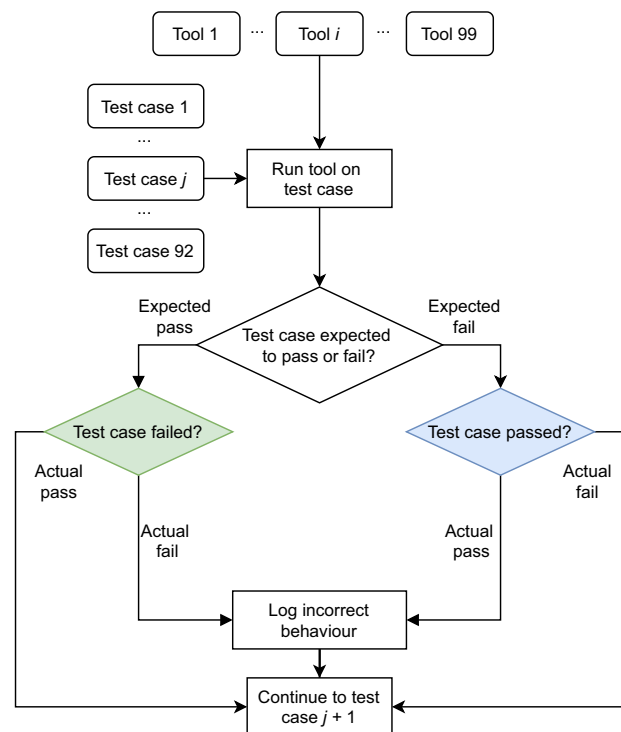 Tool 1 ... Tool i ... Tool 99
Test case 1
...
Test case j
...
Test case 92
Run tool on
test case
Expected
pass
Expected
fail
Test case expected
to pass or fail?
Test case failed?
Test case passed?
Actual
pass
Actual
fail
Actual
fail
Actual
pass
Log incorrect
behaviour
Continue to test
case j + 1